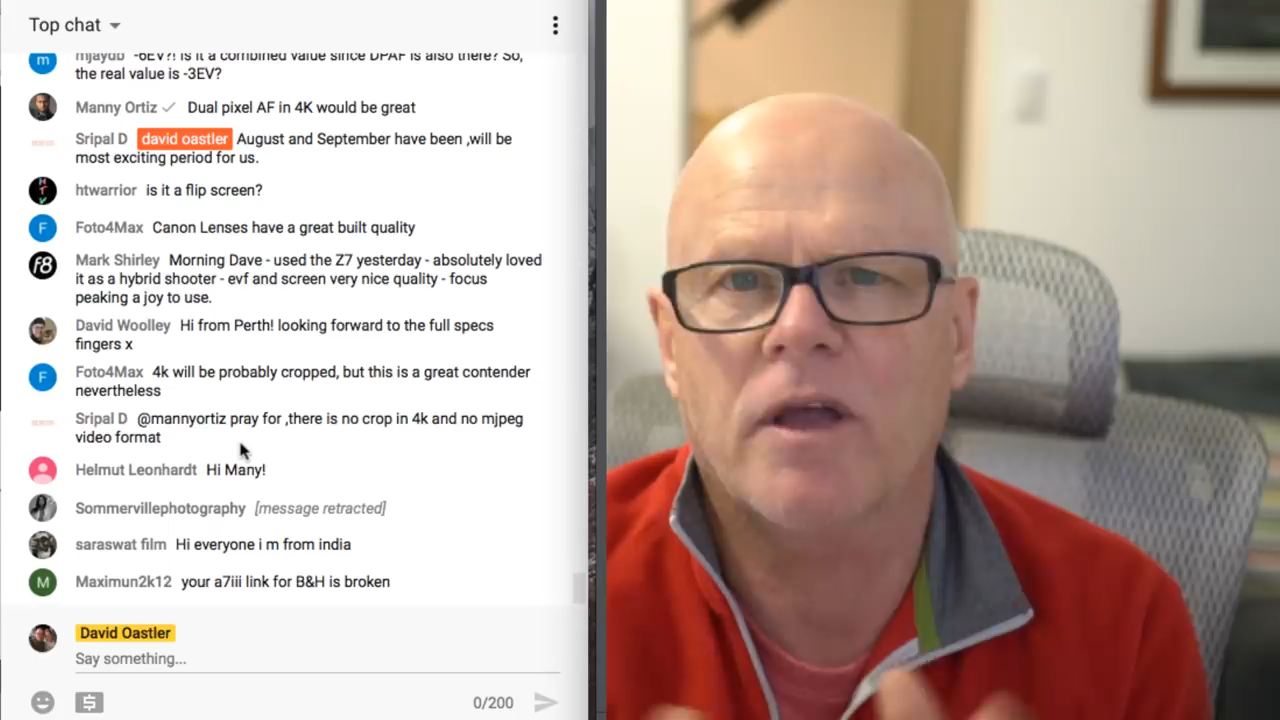 Top chat
mjaydb -6EV?! is it a combined value since DPAF is also there? So,
the real value is -3EV?
Manny Ortiz Dual pixel AF in 4K would be great
Sripal D david oastler August and September have been ,will be
most exciting period for us.
htwarrior is it a flip screen?
F Foto4Max Canon Lenses have a great built quality
f8 Mark Shirley Morning Dave - used the Z7 yesterday - absolutely loved
it as a hybrid shooter - evf and screen very nice quality - focus
peaking a joy to use.
David Woolley Hi from Perth! looking forward to the full specs
fingers x
F Foto4Max 4k will be probably cropped, but this is a great contender
nevertheless
Sripal D @mannyortiz pray for ,there is no crop in 4k and no mjpeg
video format
Helmut Leonhardt Hi Many!
Sommervillephotography [message retracted]
saraswat film Hi everyone i m from india
M Maximun2k12 your a7iii link for B&H is broken
David Oastler
Say something...
0/200